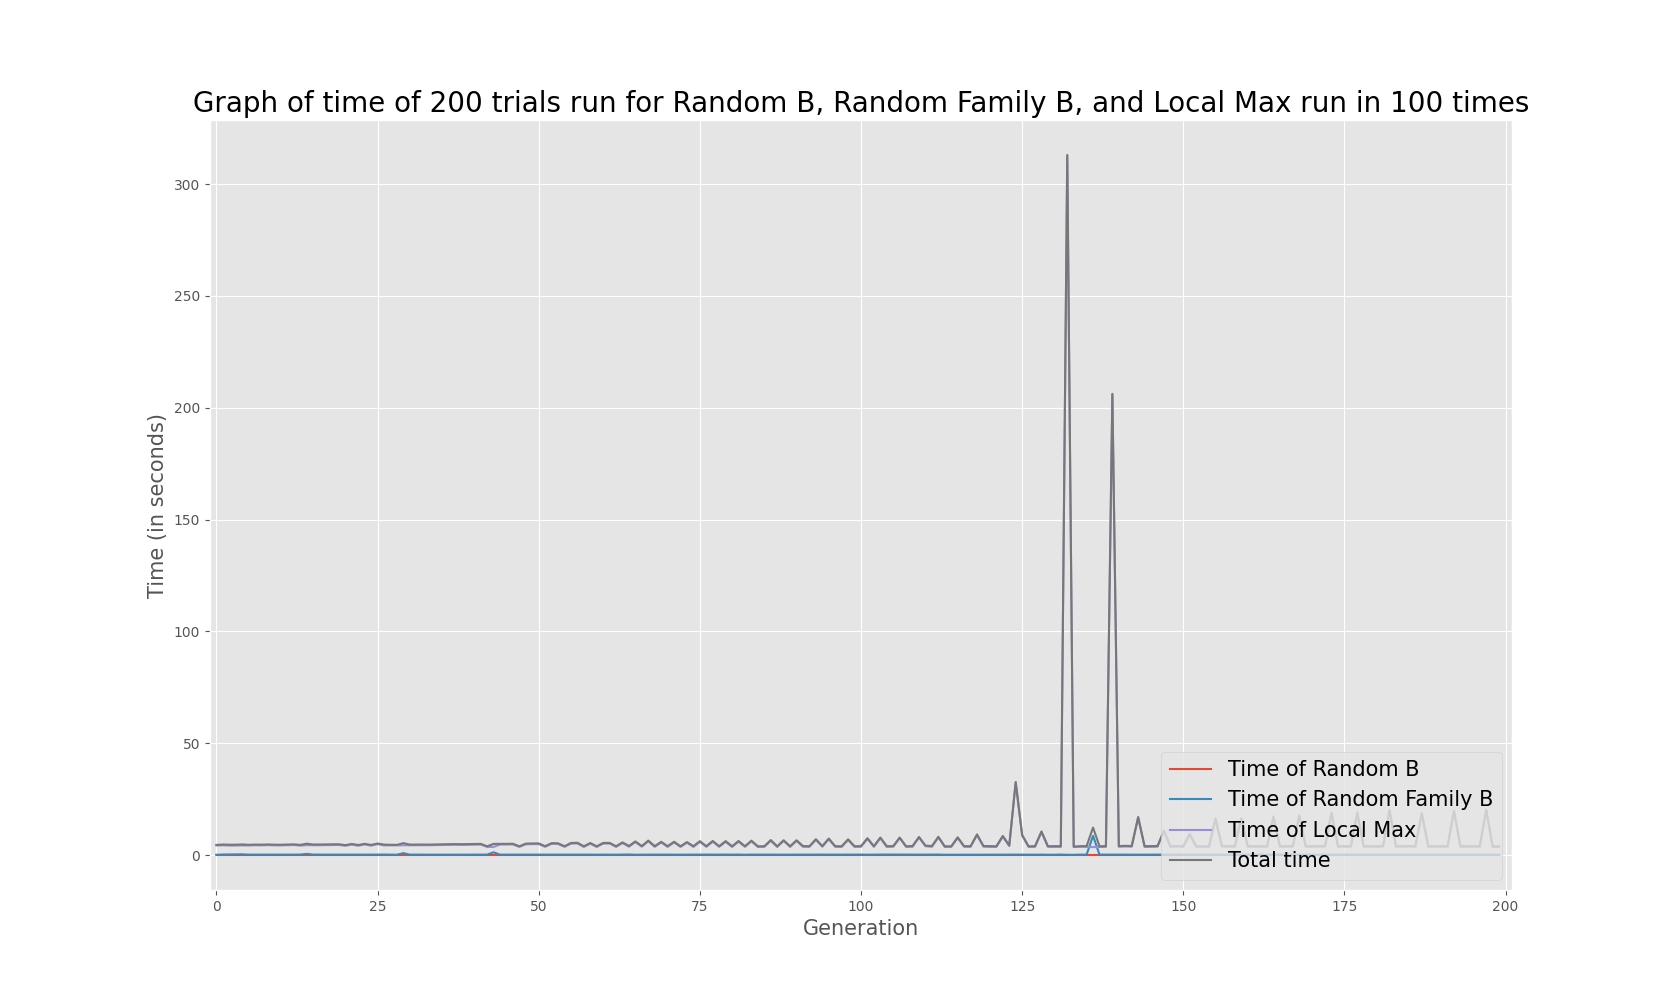 Graph of time of 200 trials run for Random B, Random Family B, and Local Max run in 100 times
300
250
200
150
100
50
0
Time (in seconds)
Time of Random B
Time of Random Family B
Time of Local Max
Total time
0 25 50 75 100 125 150 175 200
Generation